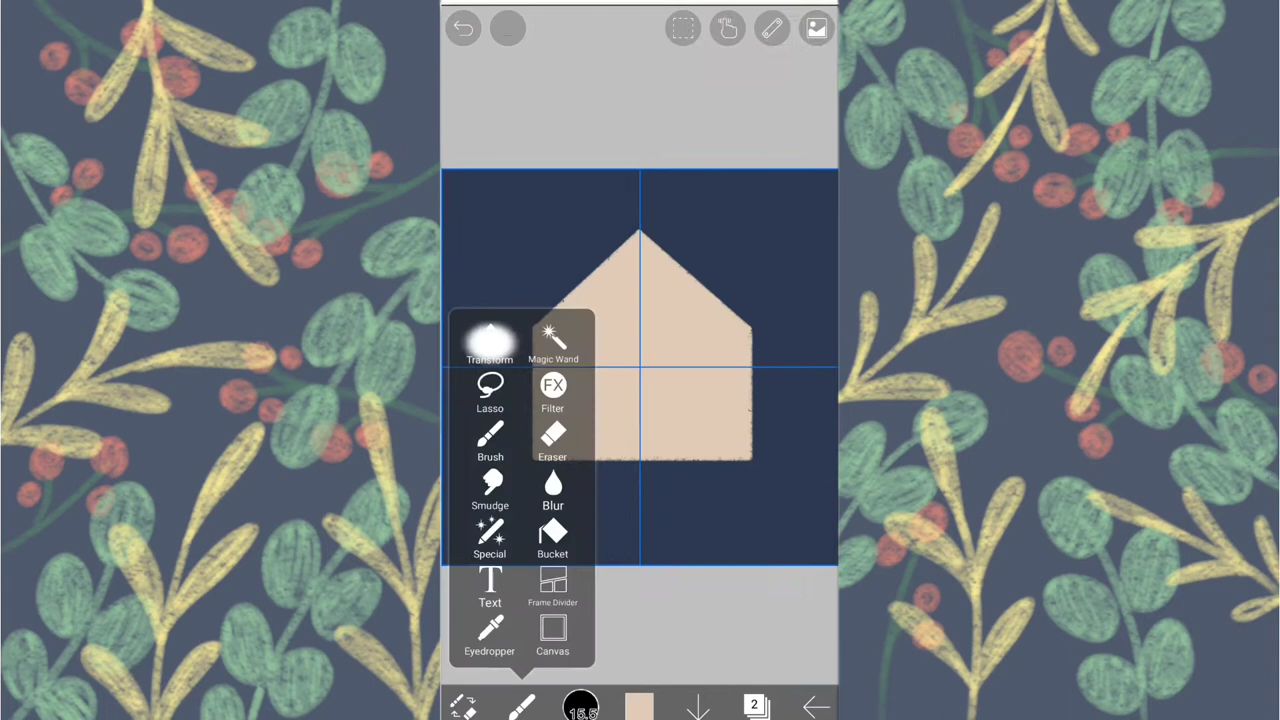 Transform Magic Wand
Lasso FX Filter
Brush Eraser
Smudge Blur
Special Bucket
T Text Frame Divider
Eyedropper Canvas
15.5 2